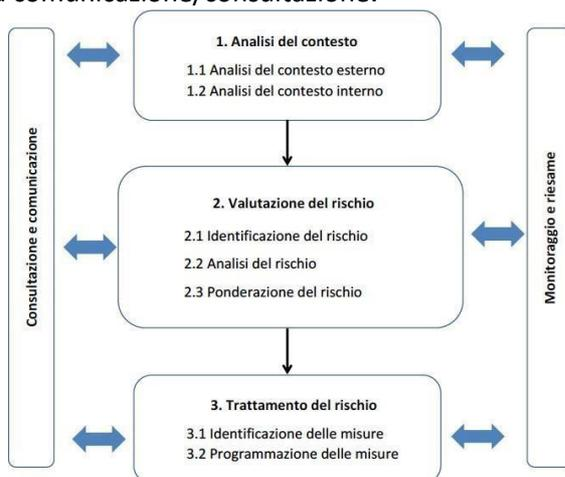 comunicazione/consultazione.
1. Analisi del contesto
1.1 Analisi del contesto esterno
1.2 Analisi del contesto interno
Consultazione e comunicazione
2. Valutazione del rischio
2.1 Identificazione del rischio
2.2 Analisi del rischio
2.3 Ponderazione del rischio
Monitoraggio e riesame
3. Trattamento del rischio
3.1 Identificazione delle misure
3.2 Programmazione delle misure